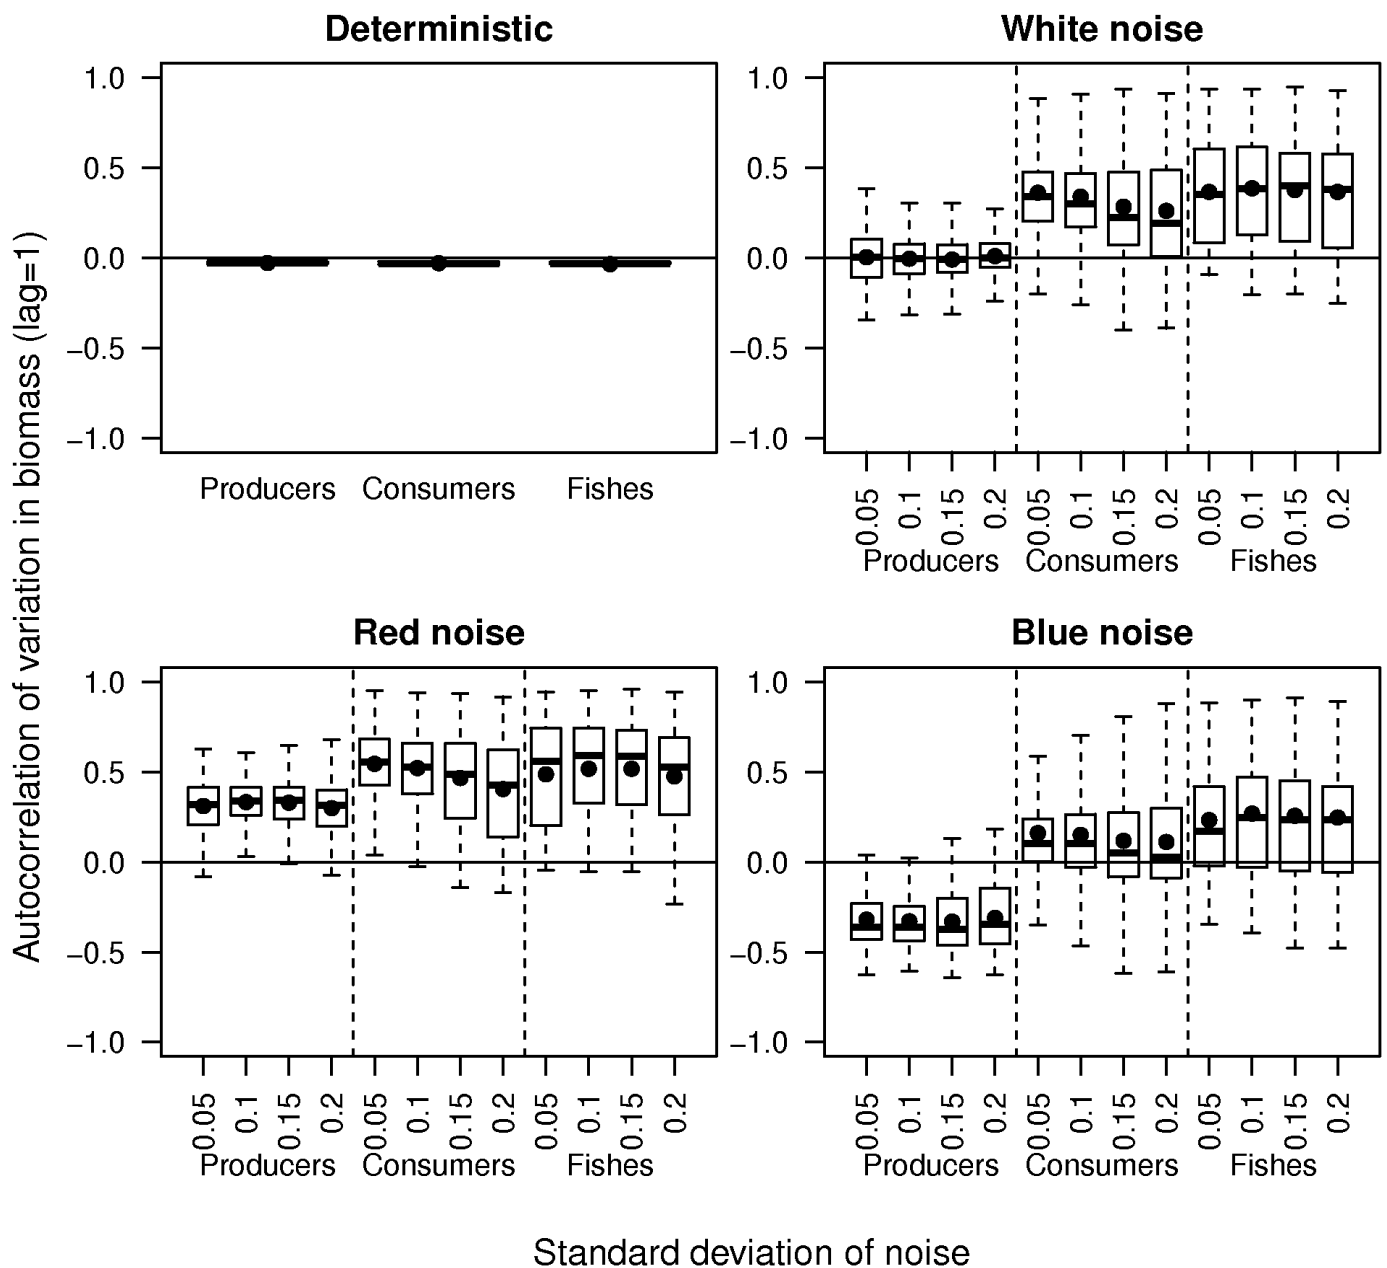 Deterministic
White noise
Autocorrelation of variation in biomass (lag=1)
1.0
0.5
0.0
−0.5
−1.0
Producers Consumers Fishes
1.0
0.5
0.0
−0.5
−1.0
0.05 0.1 0.15 0.2 0.05 0.1 0.15 0.2 0.05 0.1 0.15 0.2
Producers Consumers Fishes
Red noise
Blue noise
1.0
0.5
0.0
−0.5
−1.0
0.05 0.1 0.15 0.2 0.05 0.1 0.15 0.2 0.05 0.1 0.15 0.2
Producers Consumers Fishes
1.0
0.5
0.0
−0.5
−1.0
0.05 0.1 0.15 0.2 0.05 0.1 0.15 0.2 0.05 0.1 0.15 0.2
Producers Consumers Fishes
Standard deviation of noise